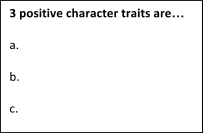 3 positive character traits are…
a.
b.
c.